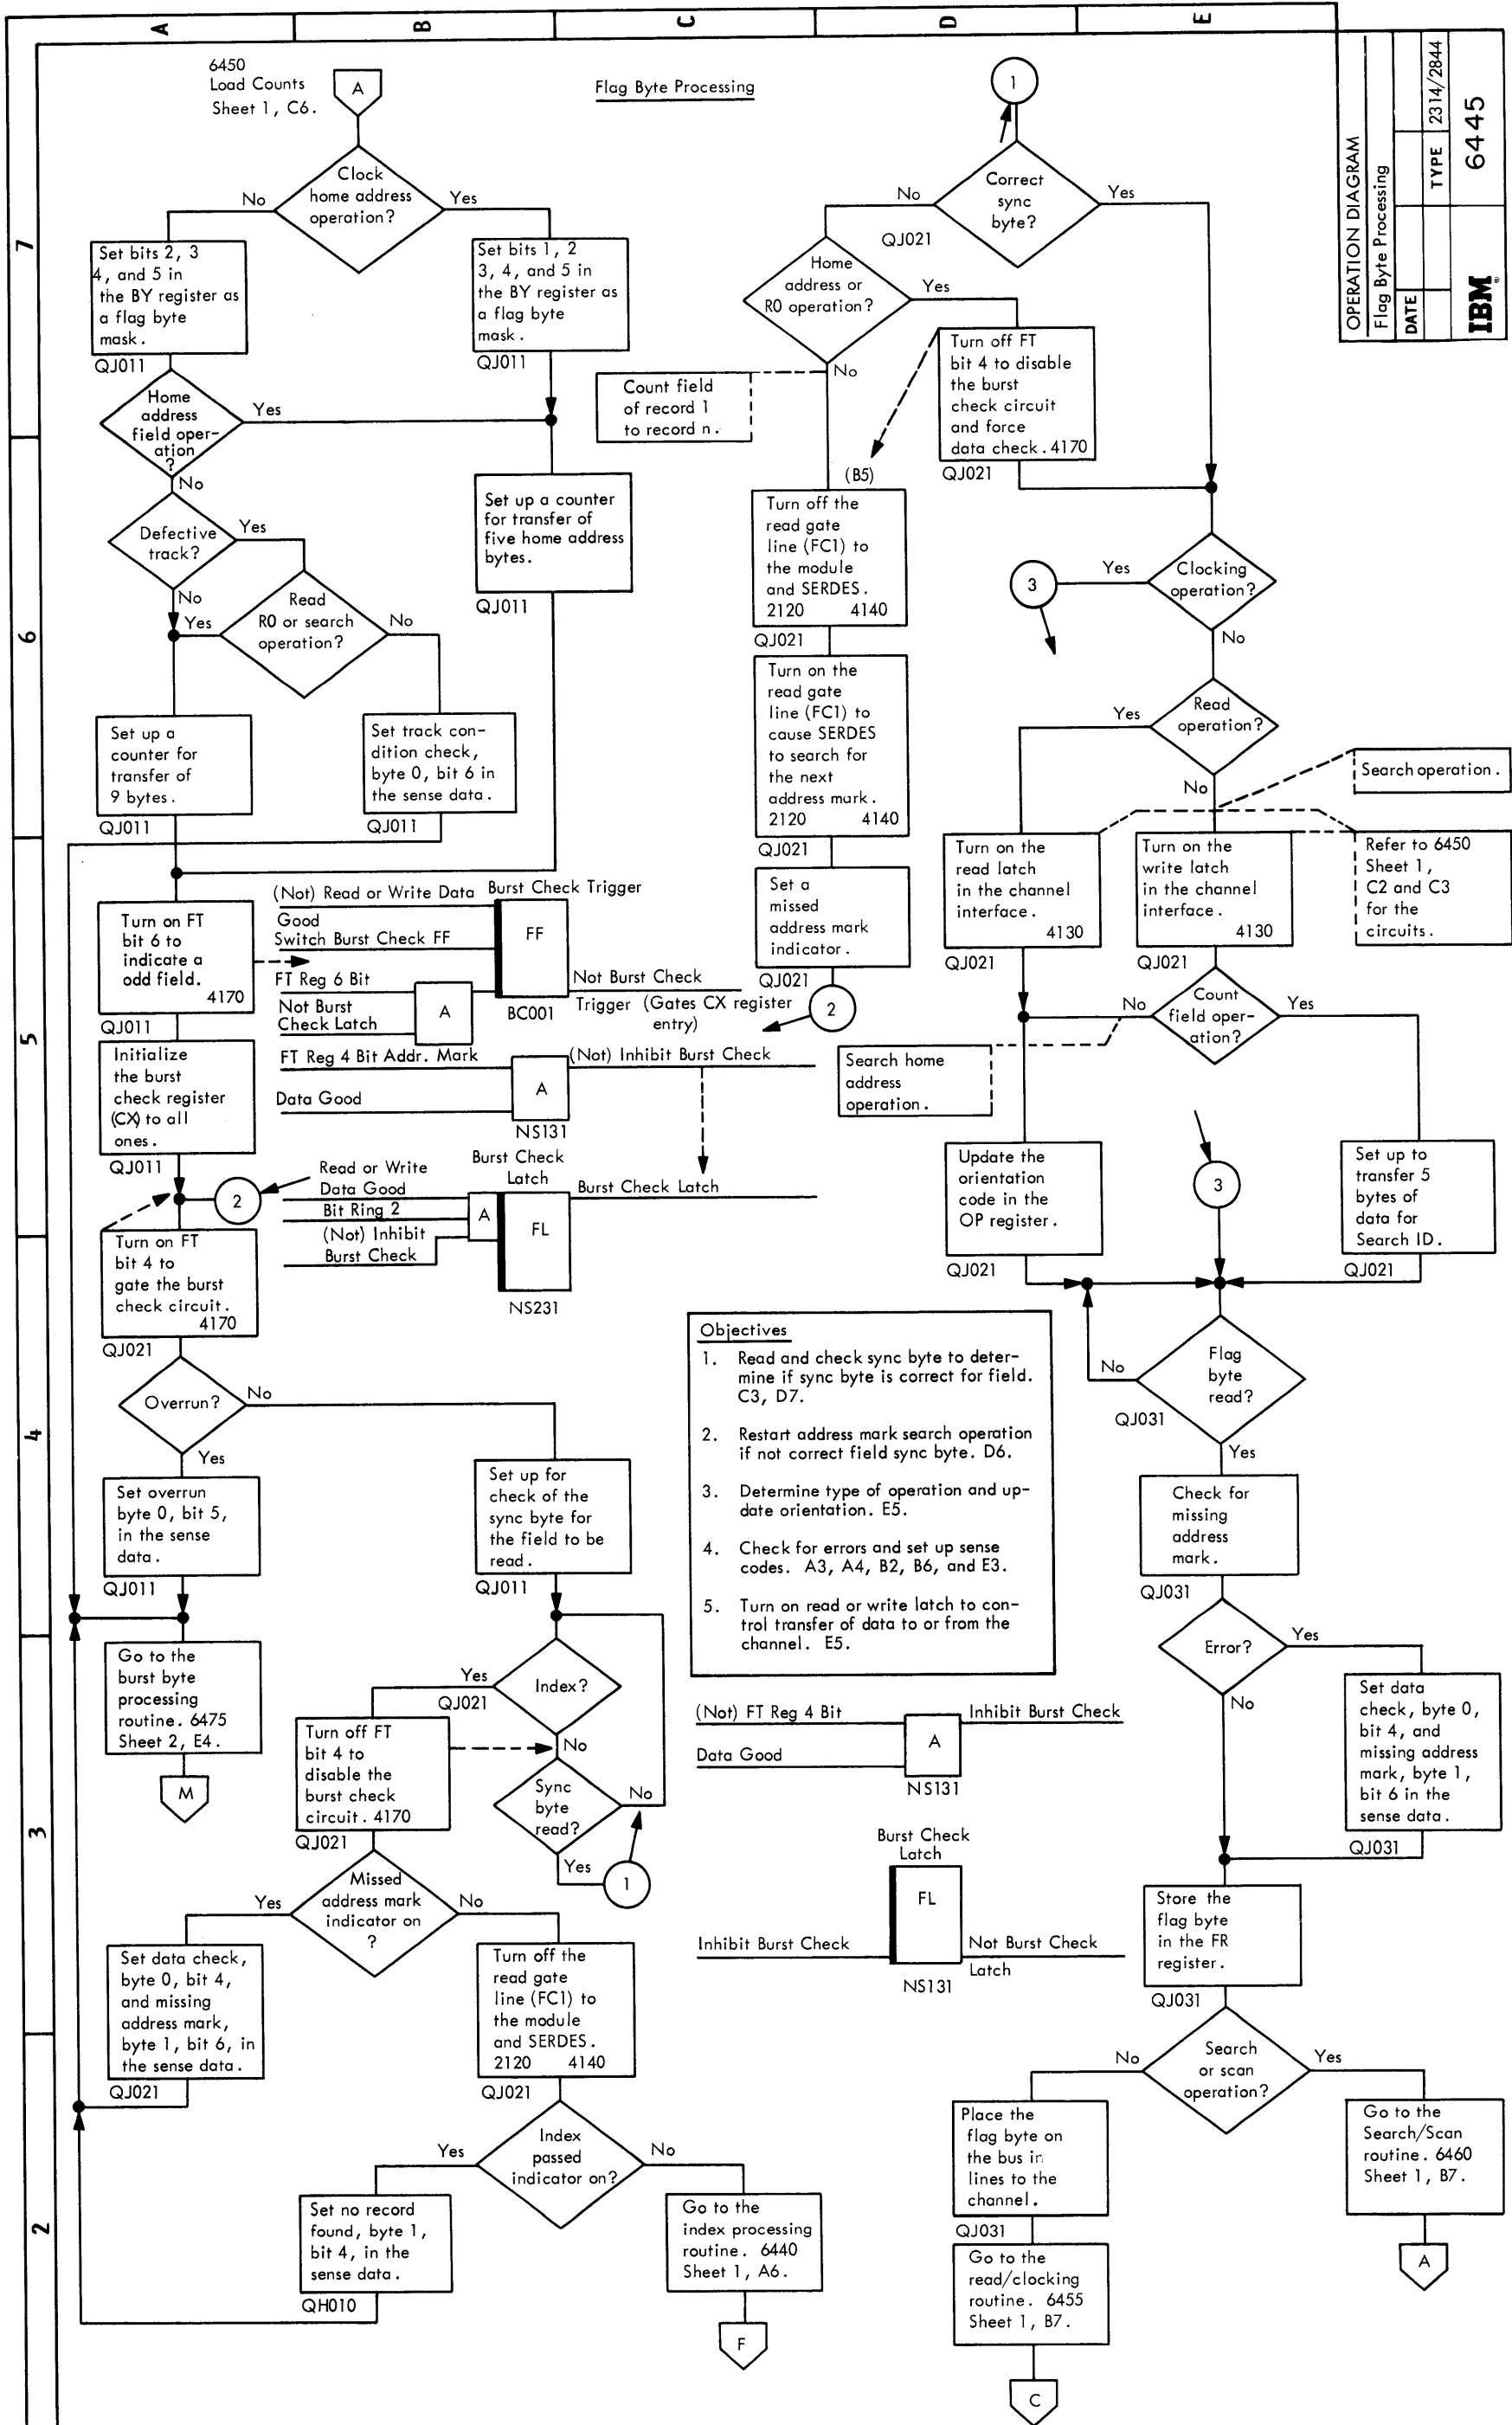 A
B
C
D
E
7
6
5
4
3
2
OPERATION DIAGRAM
Flag Byte Processing
DATE
TYPE
2314/2844
IBM®
6445
6450
Load Counts
Sheet 1, C6.
A
Flag Byte Processing
Clock
home address
operation?
No
Yes
Set bits 2, 3
4, and 5 in
the BY register as
a flag byte
mask.
QJ011
Set bits 1, 2
3, 4, and 5 in
the BY register as
a flag byte
mask.
QJ011
Home
address
field oper-
ation
?
Yes
No
Defective
track?
Yes
No
Read
R0 or search
operation?
Yes
No
Set up a counter
for transfer of
five home address
bytes.
QJ011
Set up a
counter for
transfer of
9 bytes.
QJ011
Set track con-
dition check,
byte 0, bit 6 in
the sense data.
QJ011
Turn on FT
bit 6 to
indicate a
odd field.
4170
QJ011
Initialize
the burst
check register
(CX) to all
ones.
QJ011
2
Turn on FT
bit 4 to
gate the burst
check circuit.
4170
QJ021
(Not) Read or Write Data
Good
Switch Burst Check FF
FT Reg 6 Bit
Not Burst
Check Latch
A
Burst Check Trigger
FF
BC001
Not Burst Check
Trigger (Gates CX register
entry)
FT Reg 4 Bit Addr. Mark
Data Good
A
NS131
(Not) Inhibit Burst Check
Read or Write
Data Good
Bit Ring 2
(Not) Inhibit
Burst Check
A
Burst Check
Latch
FL
NS231
Burst Check Latch
Overrun?
No
Yes
Set overrun
byte 0, bit 5,
in the sense
data.
QJ011
Go to the
burst byte
processing
routine. 6475
Sheet 2, E4.
M
Set up for
check of the
sync byte for
the field to be
read.
QJ011
Index?
Yes
QJ021
No
Turn off FT
bit 4 to
disable the
burst check
circuit. 4170
QJ021
Sync
byte
read?
No
Yes
1
Missed
address mark
indicator on
?
Yes
No
Set data check,
byte 0, bit 4,
and missing
address mark,
byte 1, bit 6, in
the sense data.
QJ021
Turn off the
read gate
line (FC1) to
the module
and SERDES.
2120 4140
QJ021
Index
passed
indicator on?
Yes
No
Set no record
found, byte 1,
bit 4, in the
sense data.
QH010
Go to the
index processing
routine. 6440
Sheet 1, A6.
F
1
Correct
sync
byte?
No
Yes
QJ021
Home
address or
R0 operation?
Yes
No
Count field
of record 1
to record n.
Turn off FT
bit 4 to disable
the burst
check circuit
and force
data check. 4170
QJ021
(B5)
Turn off the
read gate
line (FC1) to
the module
and SERDES.
2120 4140
QJ021
Turn on the
read gate
line (FC1) to
cause SERDES
to search for
the next
address mark.
2120 4140
QJ021
Set a
missed
address mark
indicator.
QJ021
2
Clocking
operation?
Yes
No
3
Read
operation?
Yes
No
Search operation.
Turn on the
read latch
in the channel
interface.
4130
QJ021
Turn on the
write latch
in the channel
interface.
4130
QJ021
Refer to 6450
Sheet 1,
C2 and C3
for the
circuits.
Count
field oper-
ation?
No
Yes
Search home
address
operation.
Update the
orientation
code in the
OP register.
QJ021
3
Set up to
transfer 5
bytes of
data for
Search ID.
QJ021
Flag
byte
read?
No
QJ031
Yes
Objectives
1. Read and check sync byte to deter-
mine if sync byte is correct for field.
C3, D7.
2. Restart address mark search operation
if not correct field sync byte. D6.
3. Determine type of operation and up-
date orientation. E5.
4. Check for errors and set up sense
codes. A3, A4, B2, B6, and E3.
5. Turn on read or write latch to con-
trol transfer of data to or from the
channel. E5.
Check for
missing
address
mark.
QJ031
Error?
Yes
No
Set data
check, byte 0,
bit 4, and
missing address
mark, byte 1,
bit 6 in the
sense data.
QJ031
(Not) FT Reg 4 Bit
Data Good
A
NS131
Inhibit Burst Check
Burst Check
Latch
FL
Inhibit Burst Check
NS131
Not Burst Check
Latch
Store the
flag byte
in the FR
register.
QJ031
Search
or scan
operation?
No
Yes
Place the
flag byte on
the bus in
lines to the
channel.
QJ031
Go to the
read/clocking
routine. 6455
Sheet 1, B7.
C
Go to the
Search/Scan
routine. 6460
Sheet 1, B7.
A